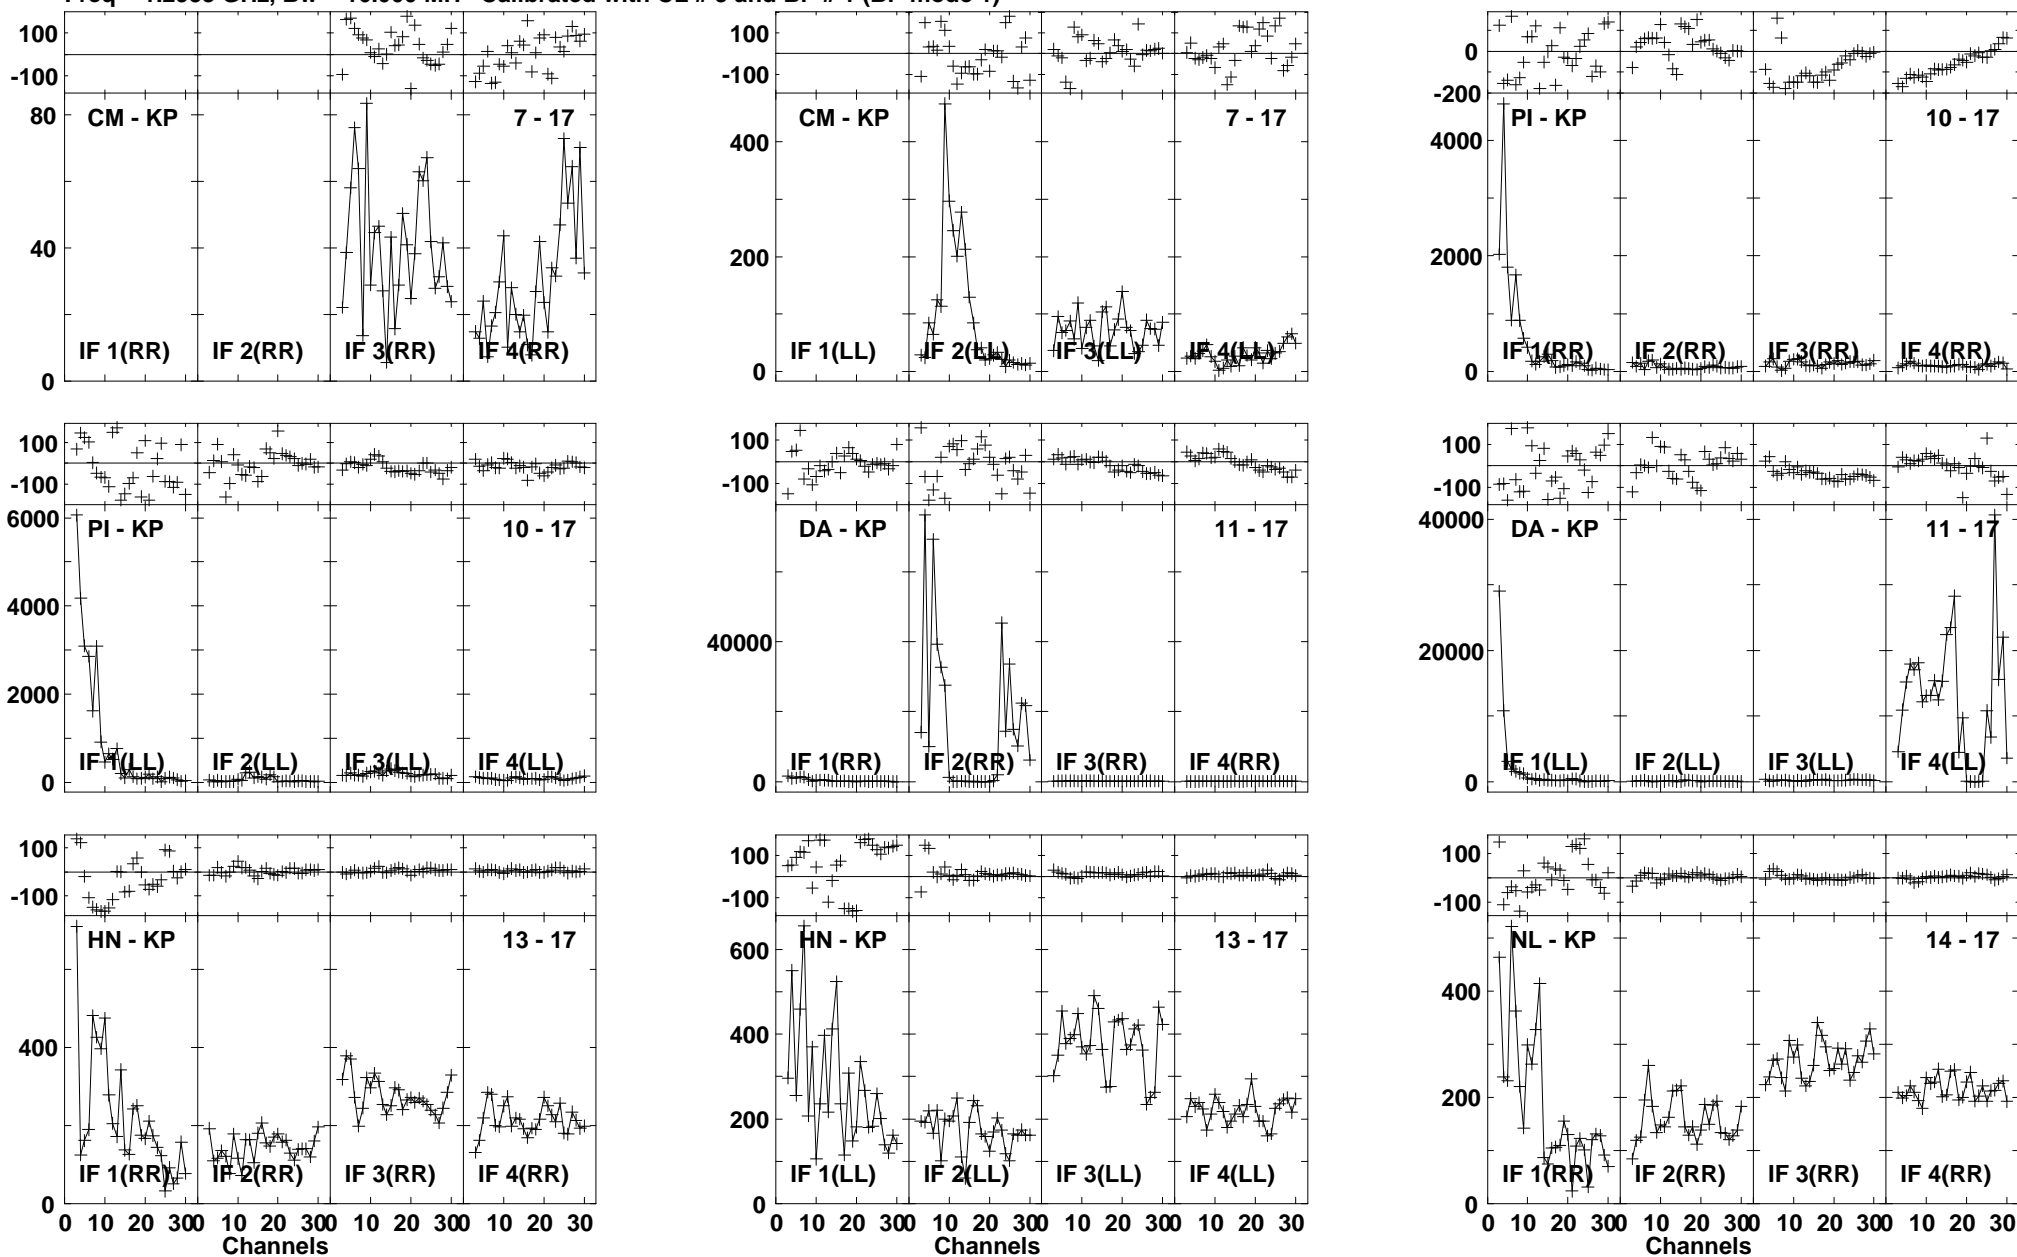 100
-100
80
40
0
CM - KP
7 - 17
IF 1(RR)
IF 2(RR)
IF 3(RR)
IF 4(RR)
100
-100
400
200
0
CM - KP
7 - 17
IF 1(LL)
IF 2(LL)
IF 3(LL)
IF 4(LL)
0
-200
4000
2000
0
PI - KP
10 - 17
IF 1(RR)
IF 2(RR)
IF 3(RR)
IF 4(RR)
100
-100
6000
4000
2000
0
PI - KP
10 - 17
IF 1(LL)
IF 2(LL)
IF 3(LL)
IF 4(LL)
100
-100
40000
0
DA - KP
11 - 17
IF 1(RR)
IF 2(RR)
IF 3(RR)
IF 4(RR)
100
-100
40000
20000
0
DA - KP
11 - 17
IF 1(LL)
IF 2(LL)
IF 3(LL)
IF 4(LL)
100
-100
400
0
HN - KP
13 - 17
IF 1(RR)
IF 2(RR)
IF 3(RR)
IF 4(RR)
0 10 20 30 0 10 20 30 0 10 20 30 0 10 20 30
Channels
100
-100
600
400
200
0
HN - KP
13 - 17
IF 1(LL)
IF 2(LL)
IF 3(LL)
IF 4(LL)
0 10 20 30 0 10 20 30 0 10 20 30 0 10 20 30
Channels
100
-100
400
200
0
NL - KP
14 - 17
IF 1(RR)
IF 2(RR)
IF 3(RR)
IF 4(RR)
0 10 20 30 0 10 20 30 0 10 20 30 0 10 20 30
Channels